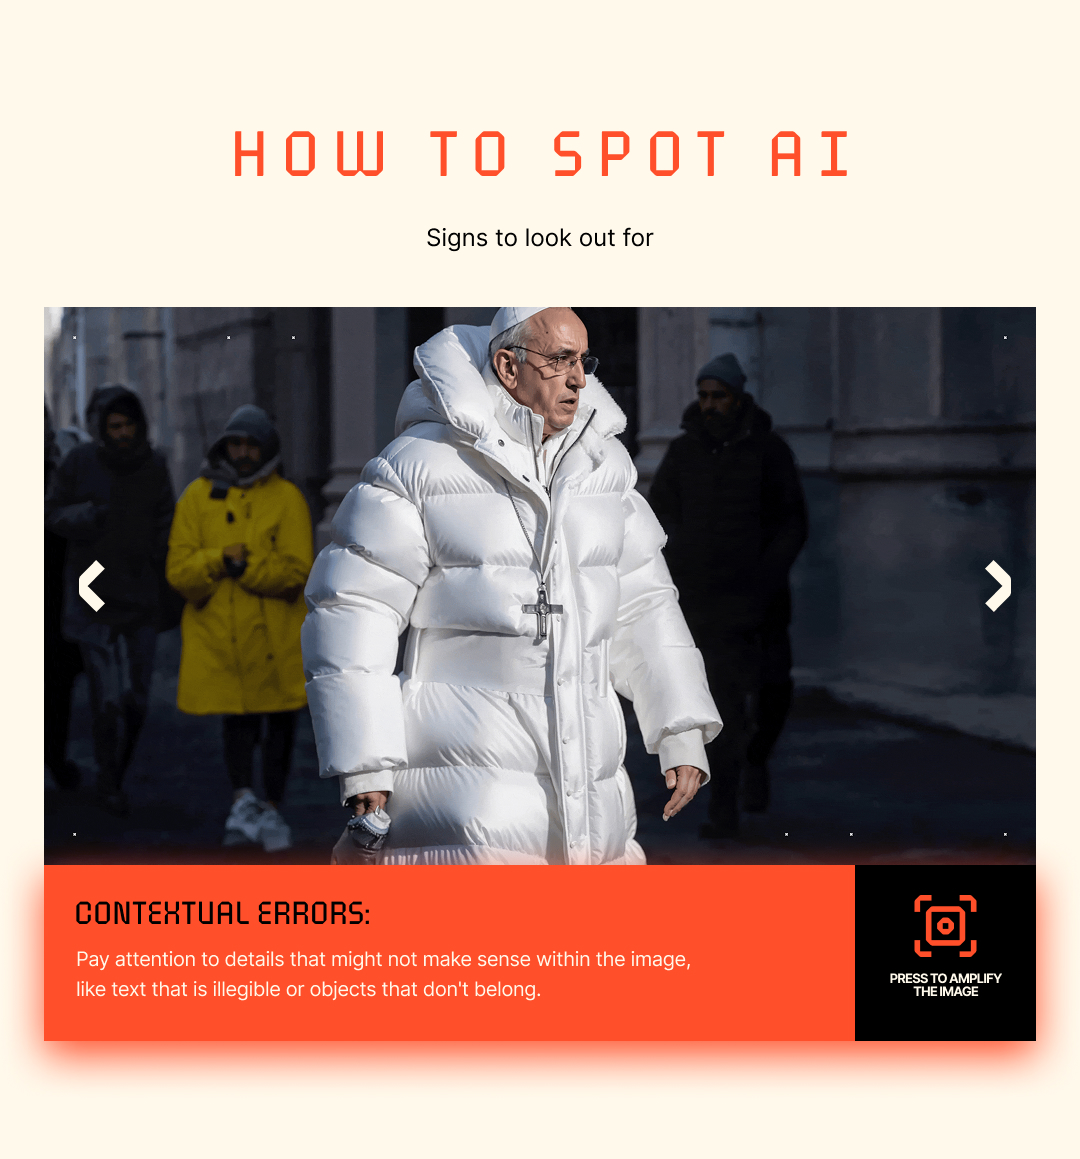 HOW TO SPOT AI
Signs to look out for
CONTEXTUAL ERRORS:
Pay attention to details that might not make sense within the image,
like text that is illegible or objects that don't belong.
PRESS TO AMPLIFY
THE IMAGE